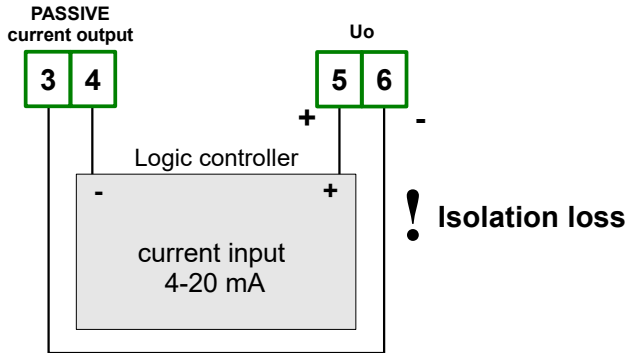 PASSIVE
current output
Uo
3 4
5 6
+ -
Logic controller
- +
! Isolation loss
current input
4-20 mA